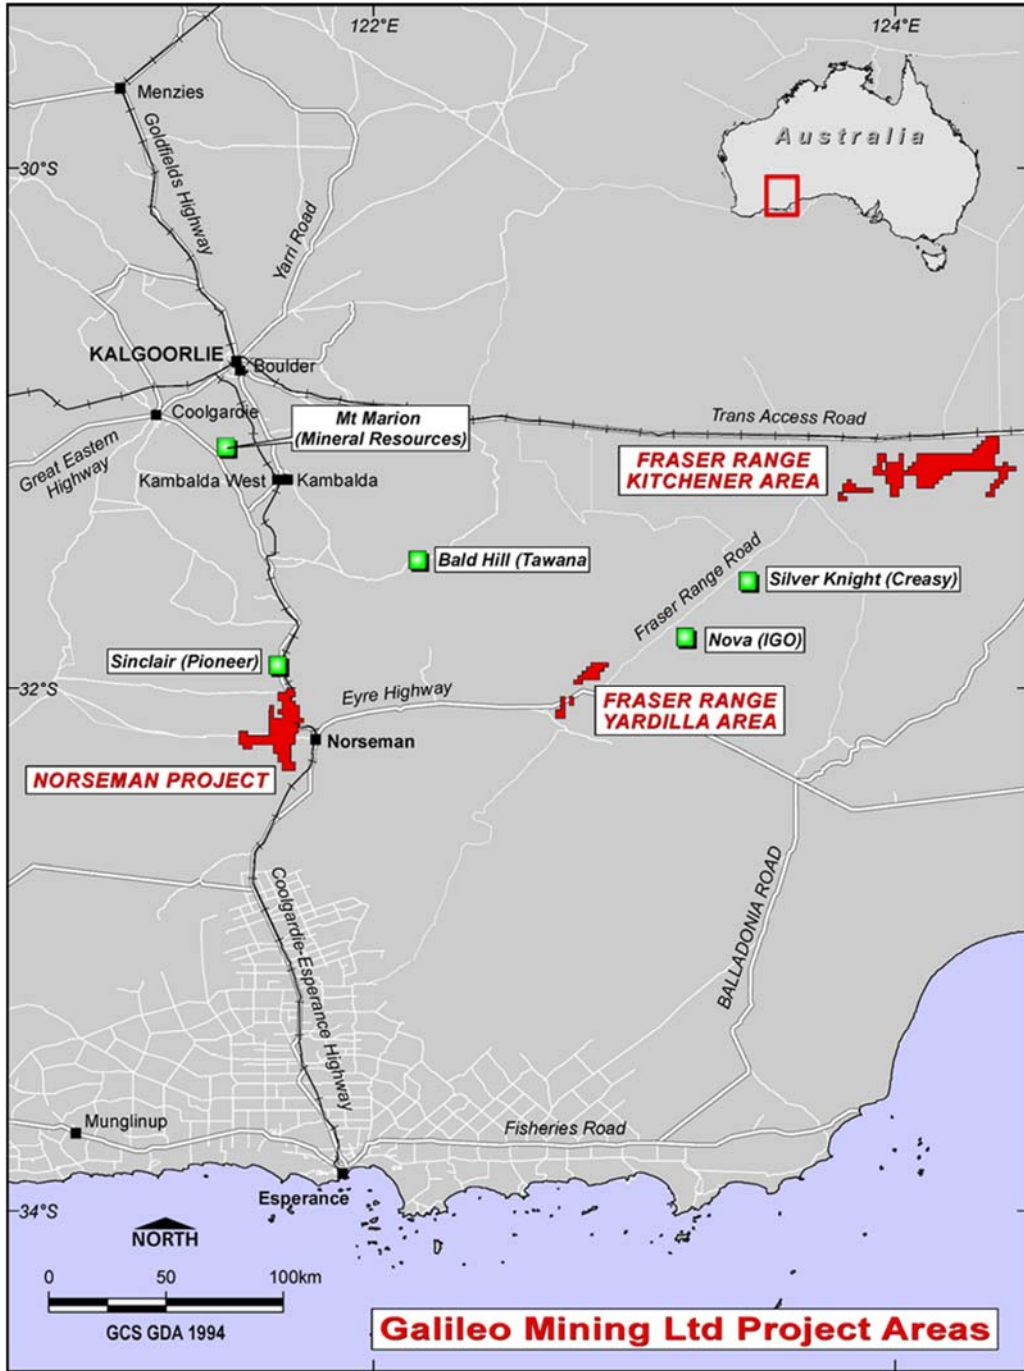 122°E
124°E
Menzies
Australia
30°S
Goldfields Highway
Yarri Road
KALGOORLIE
Boulder
Coolgardie
Mt Marion
(Mineral Resources)
Trans Access Road
Great Eastern
Highway
Kambalda West
Kambalda
FRASER RANGE
KITCHENER AREA
Bald Hill (Tawana
Fraser Range Road
Silver Knight (Creasy)
Nova (IGO)
Sinclair (Pioneer)
32°S
Eyre Highway
FRASER RANGE
YARDILLA AREA
Norseman
NORSEMAN PROJECT
Coolgardie-Esperance Highway
BALLADONIA ROAD
Munglinup
Fisheries Road
Esperance
34°S
NORTH
0 50 100km
GCS GDA 1994
Galileo Mining Ltd Project Areas